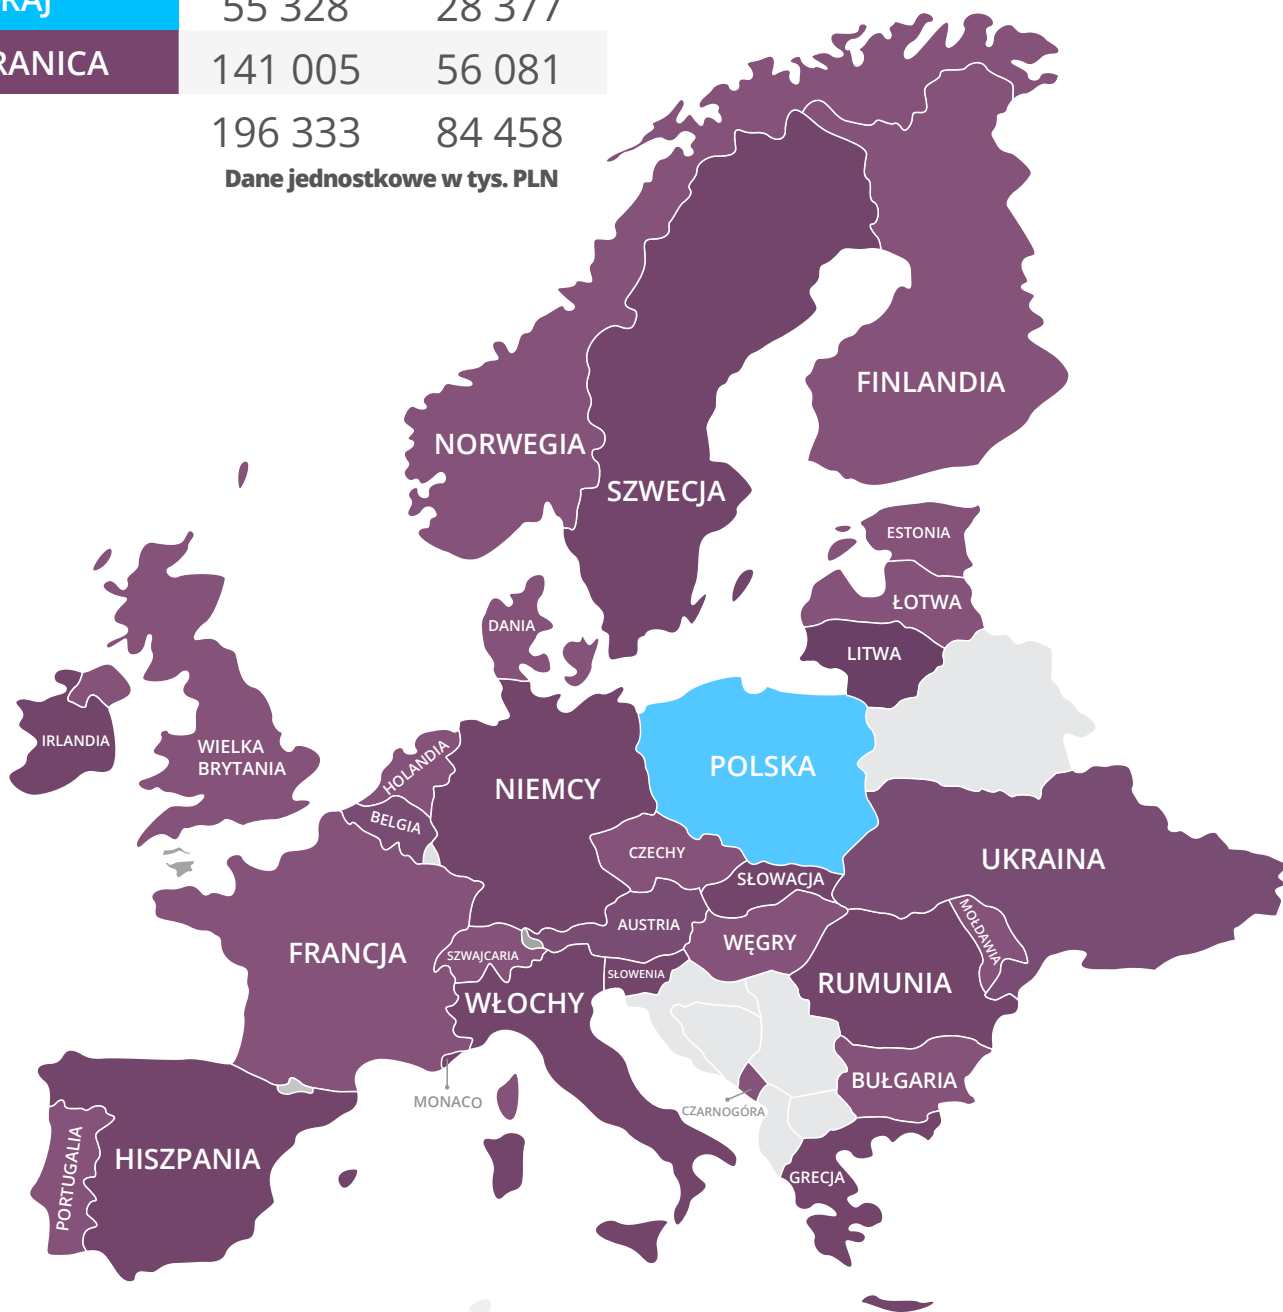 RAJ 55 328 28 377
RANICA 141 005 56 081
196 333 84 458
Dane jednostkowe w tys. PLN
FINLANDIA
NORWEGIA
SZWECJA
ESTONIA
ŁOTWA
DANIA
LITWA
IRLANDIA
WIELKA
BRYTANIA
HOLANDIA
NIEMCY
POLSKA
BELGIA
CZECHY
UKRAINA
SŁOWACJA
AUSTRIA
MOŁDAWIA
WĘGRY
FRANCJA
SZWAJCARIA
SŁOWENIA
RUMUNIA
WŁOCHY
BUŁGARIA
MONACO
CZARNOGÓRA
HISZPANIA
PORTUGALIA
GRECJA